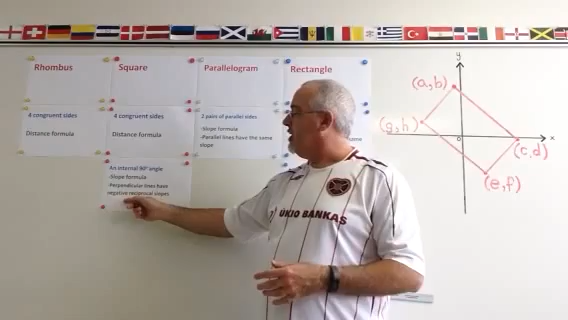 Rhombus
Square
Parallelogram
Rectangle
4 congruent sides
Distance formula
4 congruent sides
Distance formula
2 pairs of parallel sides
-Slope formula
-Parallel lines have the same
slope
An internal 90° angle
-Slope formula
-Perpendicular lines have
negative reciprocal slopes
ŪKIO BANKAS
y
x
0
(a,b)
(g,h)
(c,d)
(e,f)